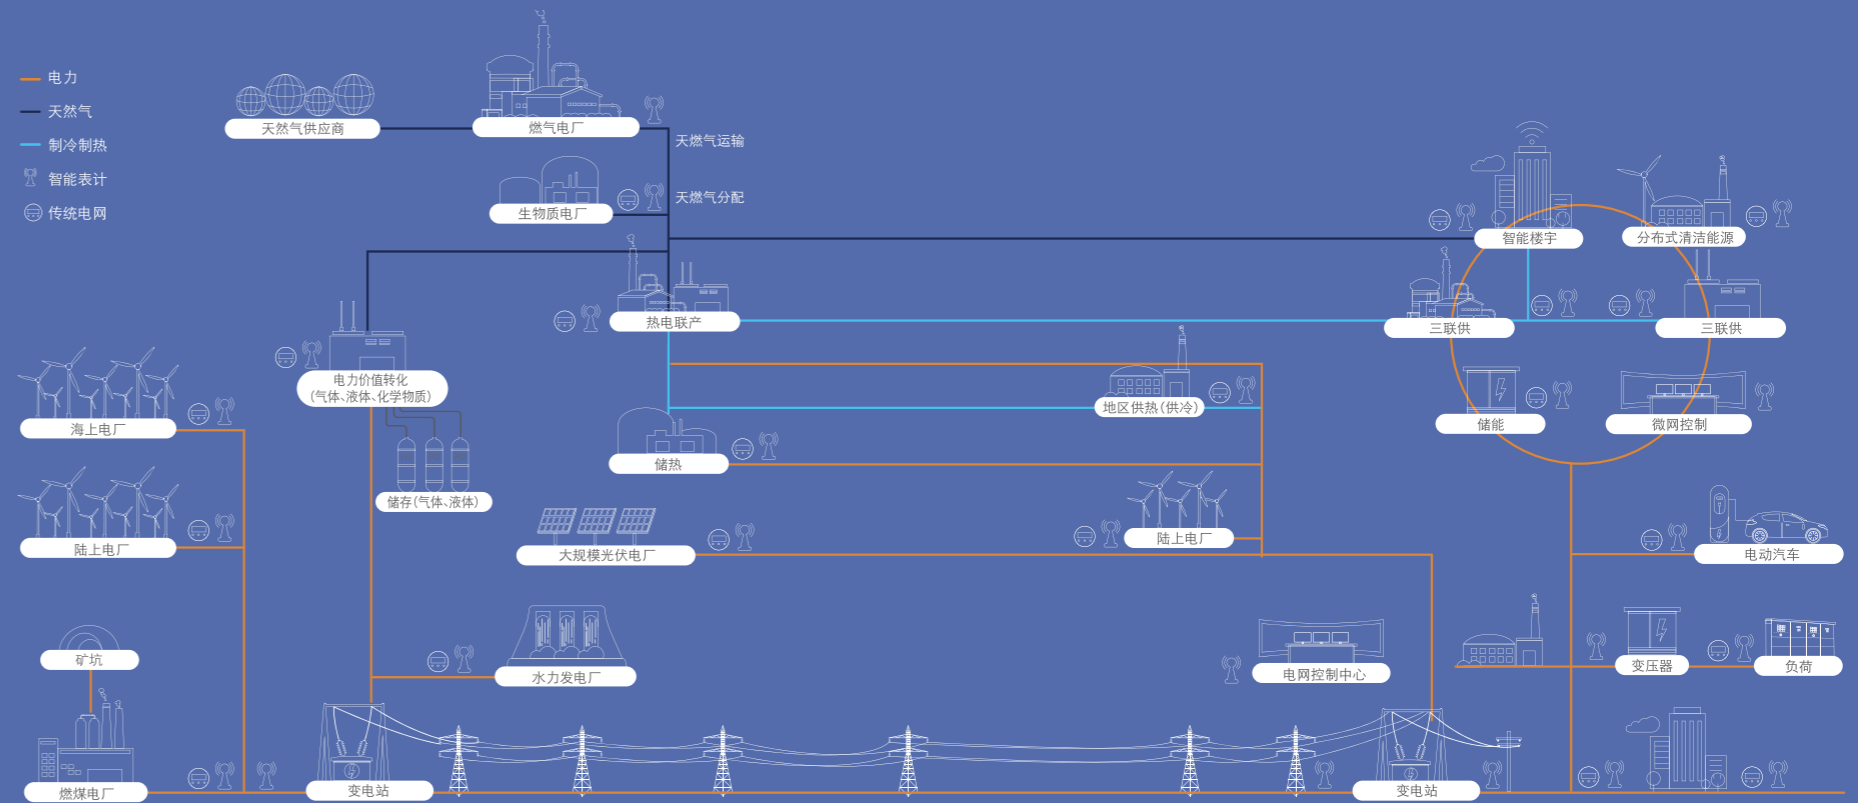 电力
天然气
制冷制热
智能表计
传统电网
天然气供应商
燃气电厂
天燃气运输
生物质电厂
天燃气分配
智能楼宇
分布式清洁能源
热电联产
三联供
三联供
电力价值转化
(气体、液体、化学物质)
地区供热(供冷)
海上电厂
储能
微网控制
储热
储存(气体、液体)
陆上电厂
大规模光伏电厂
陆上电厂
电动汽车
矿坑
水力发电厂
电网控制中心
变压器
负荷
燃煤电厂
变电站
变电站